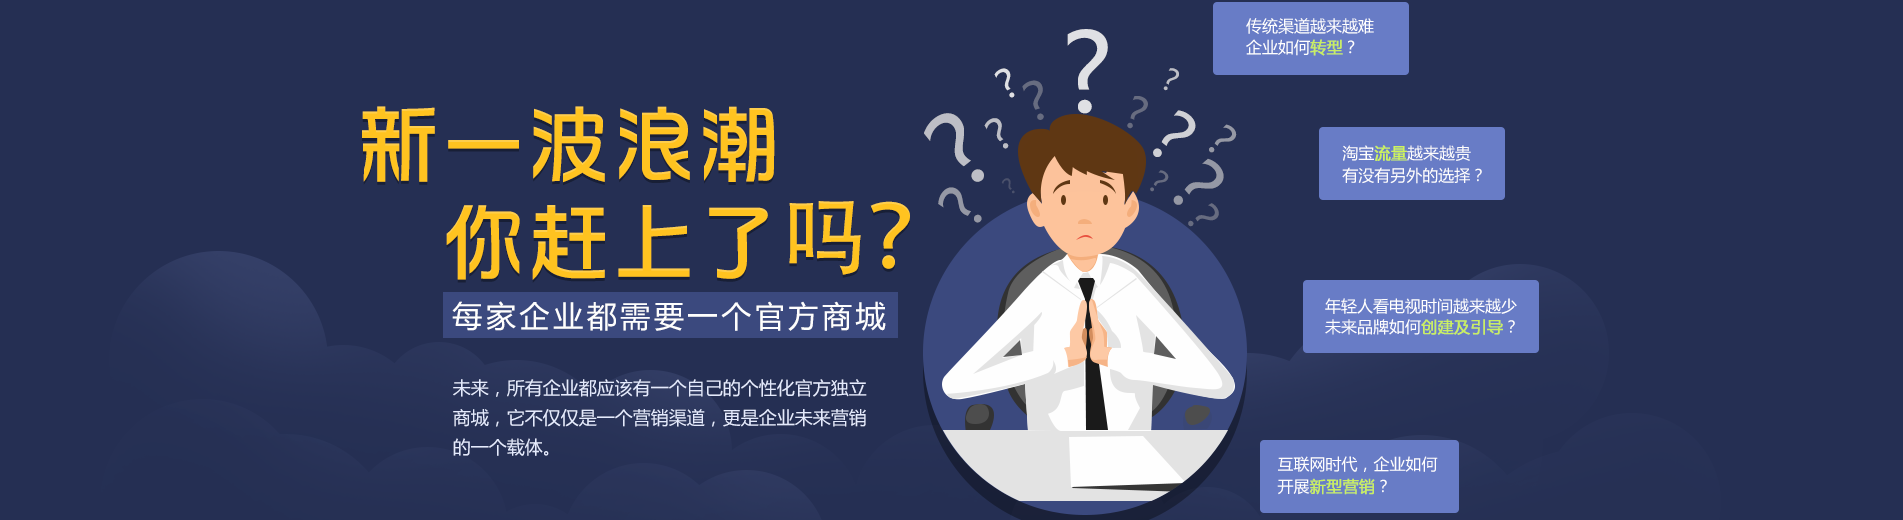 新一波浪潮
你赶上了吗?
每家企业都需要一个官方商城
未来，所有企业都应该有一个自己的个性化官方独立
商城，它不仅仅是一个营销渠道，更是企业未来营销
的一个载体。
传统渠道越来越难
企业如何转型？
淘宝流量越来越贵
有没有另外的选择？
年轻人看电视时间越来越少
未来品牌如何创建及引导？
互联网时代，企业如何
开展新型营销？